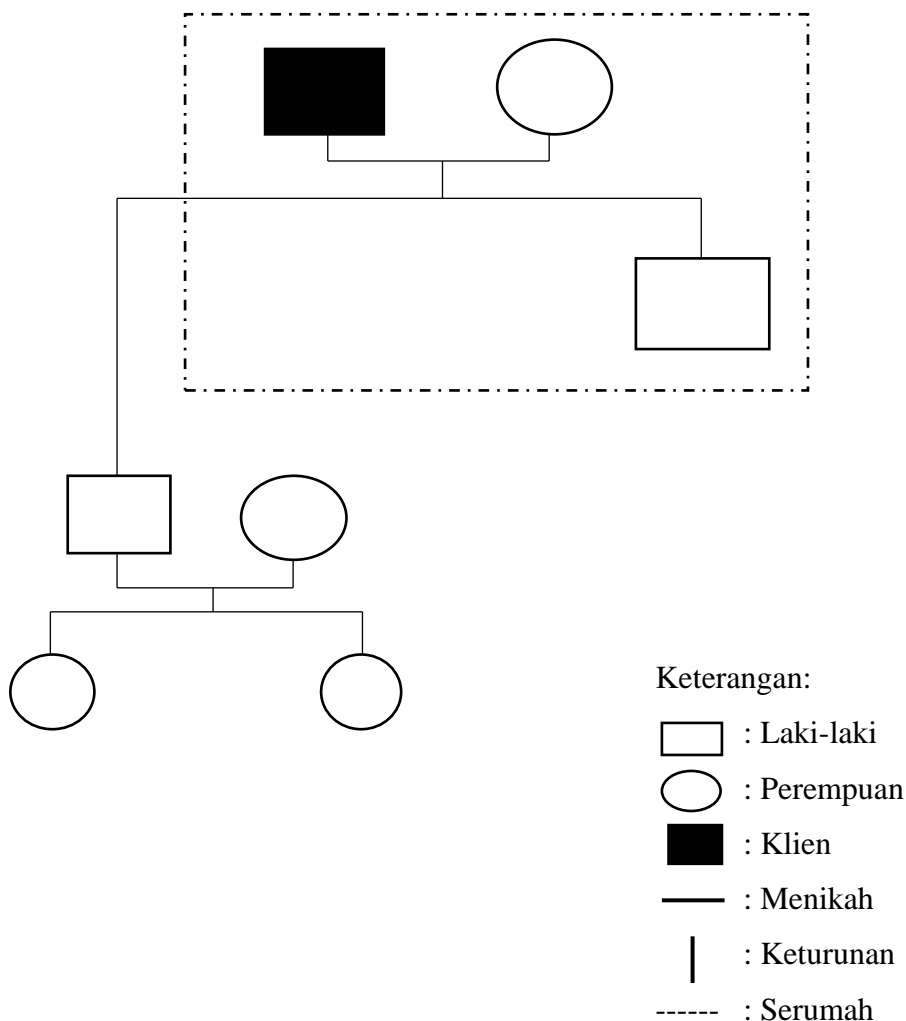 Keterangan:
: Laki-laki
: Perempuan
: Klien
: Menikah
: Keturunan
: Serumah